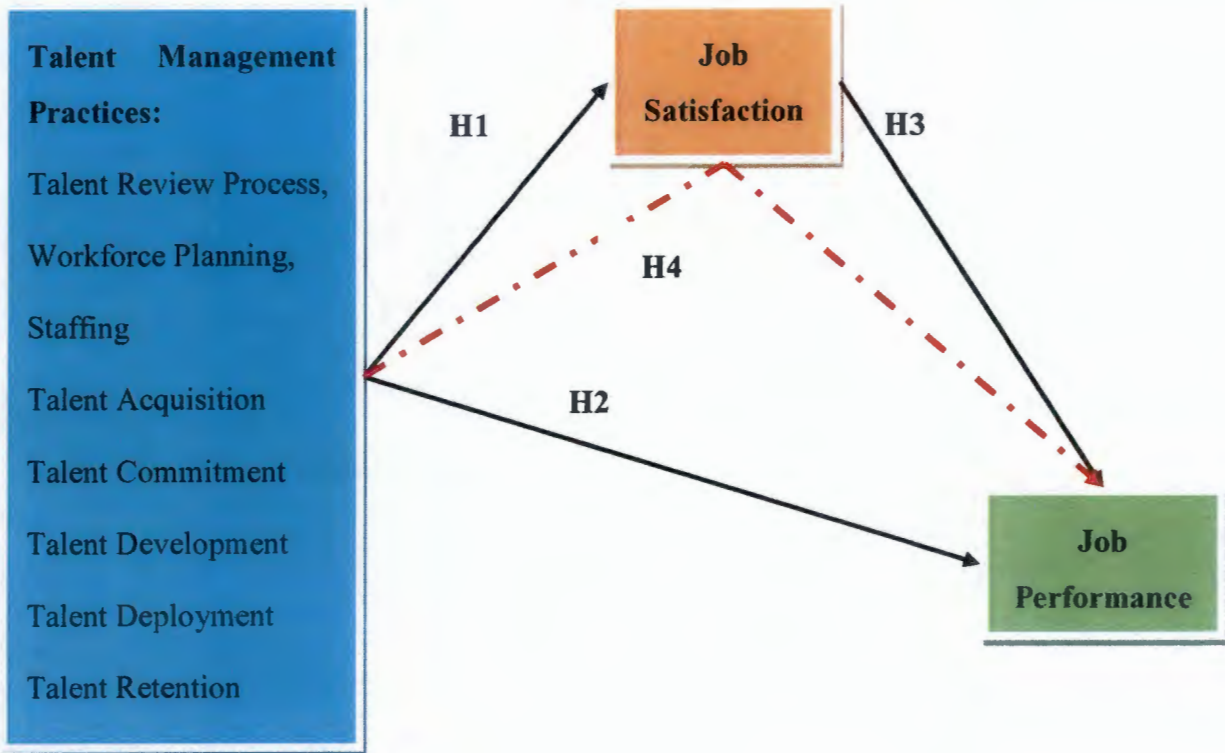 Talent Management
Practices:
Talent Review Process,
Workforce Planning,
Staffing
Talent Acquisition
Talent Commitment
Talent Development
Talent Deployment
Talent Retention
Job
Satisfaction
H1
H3
H4
H2
Job
Performance